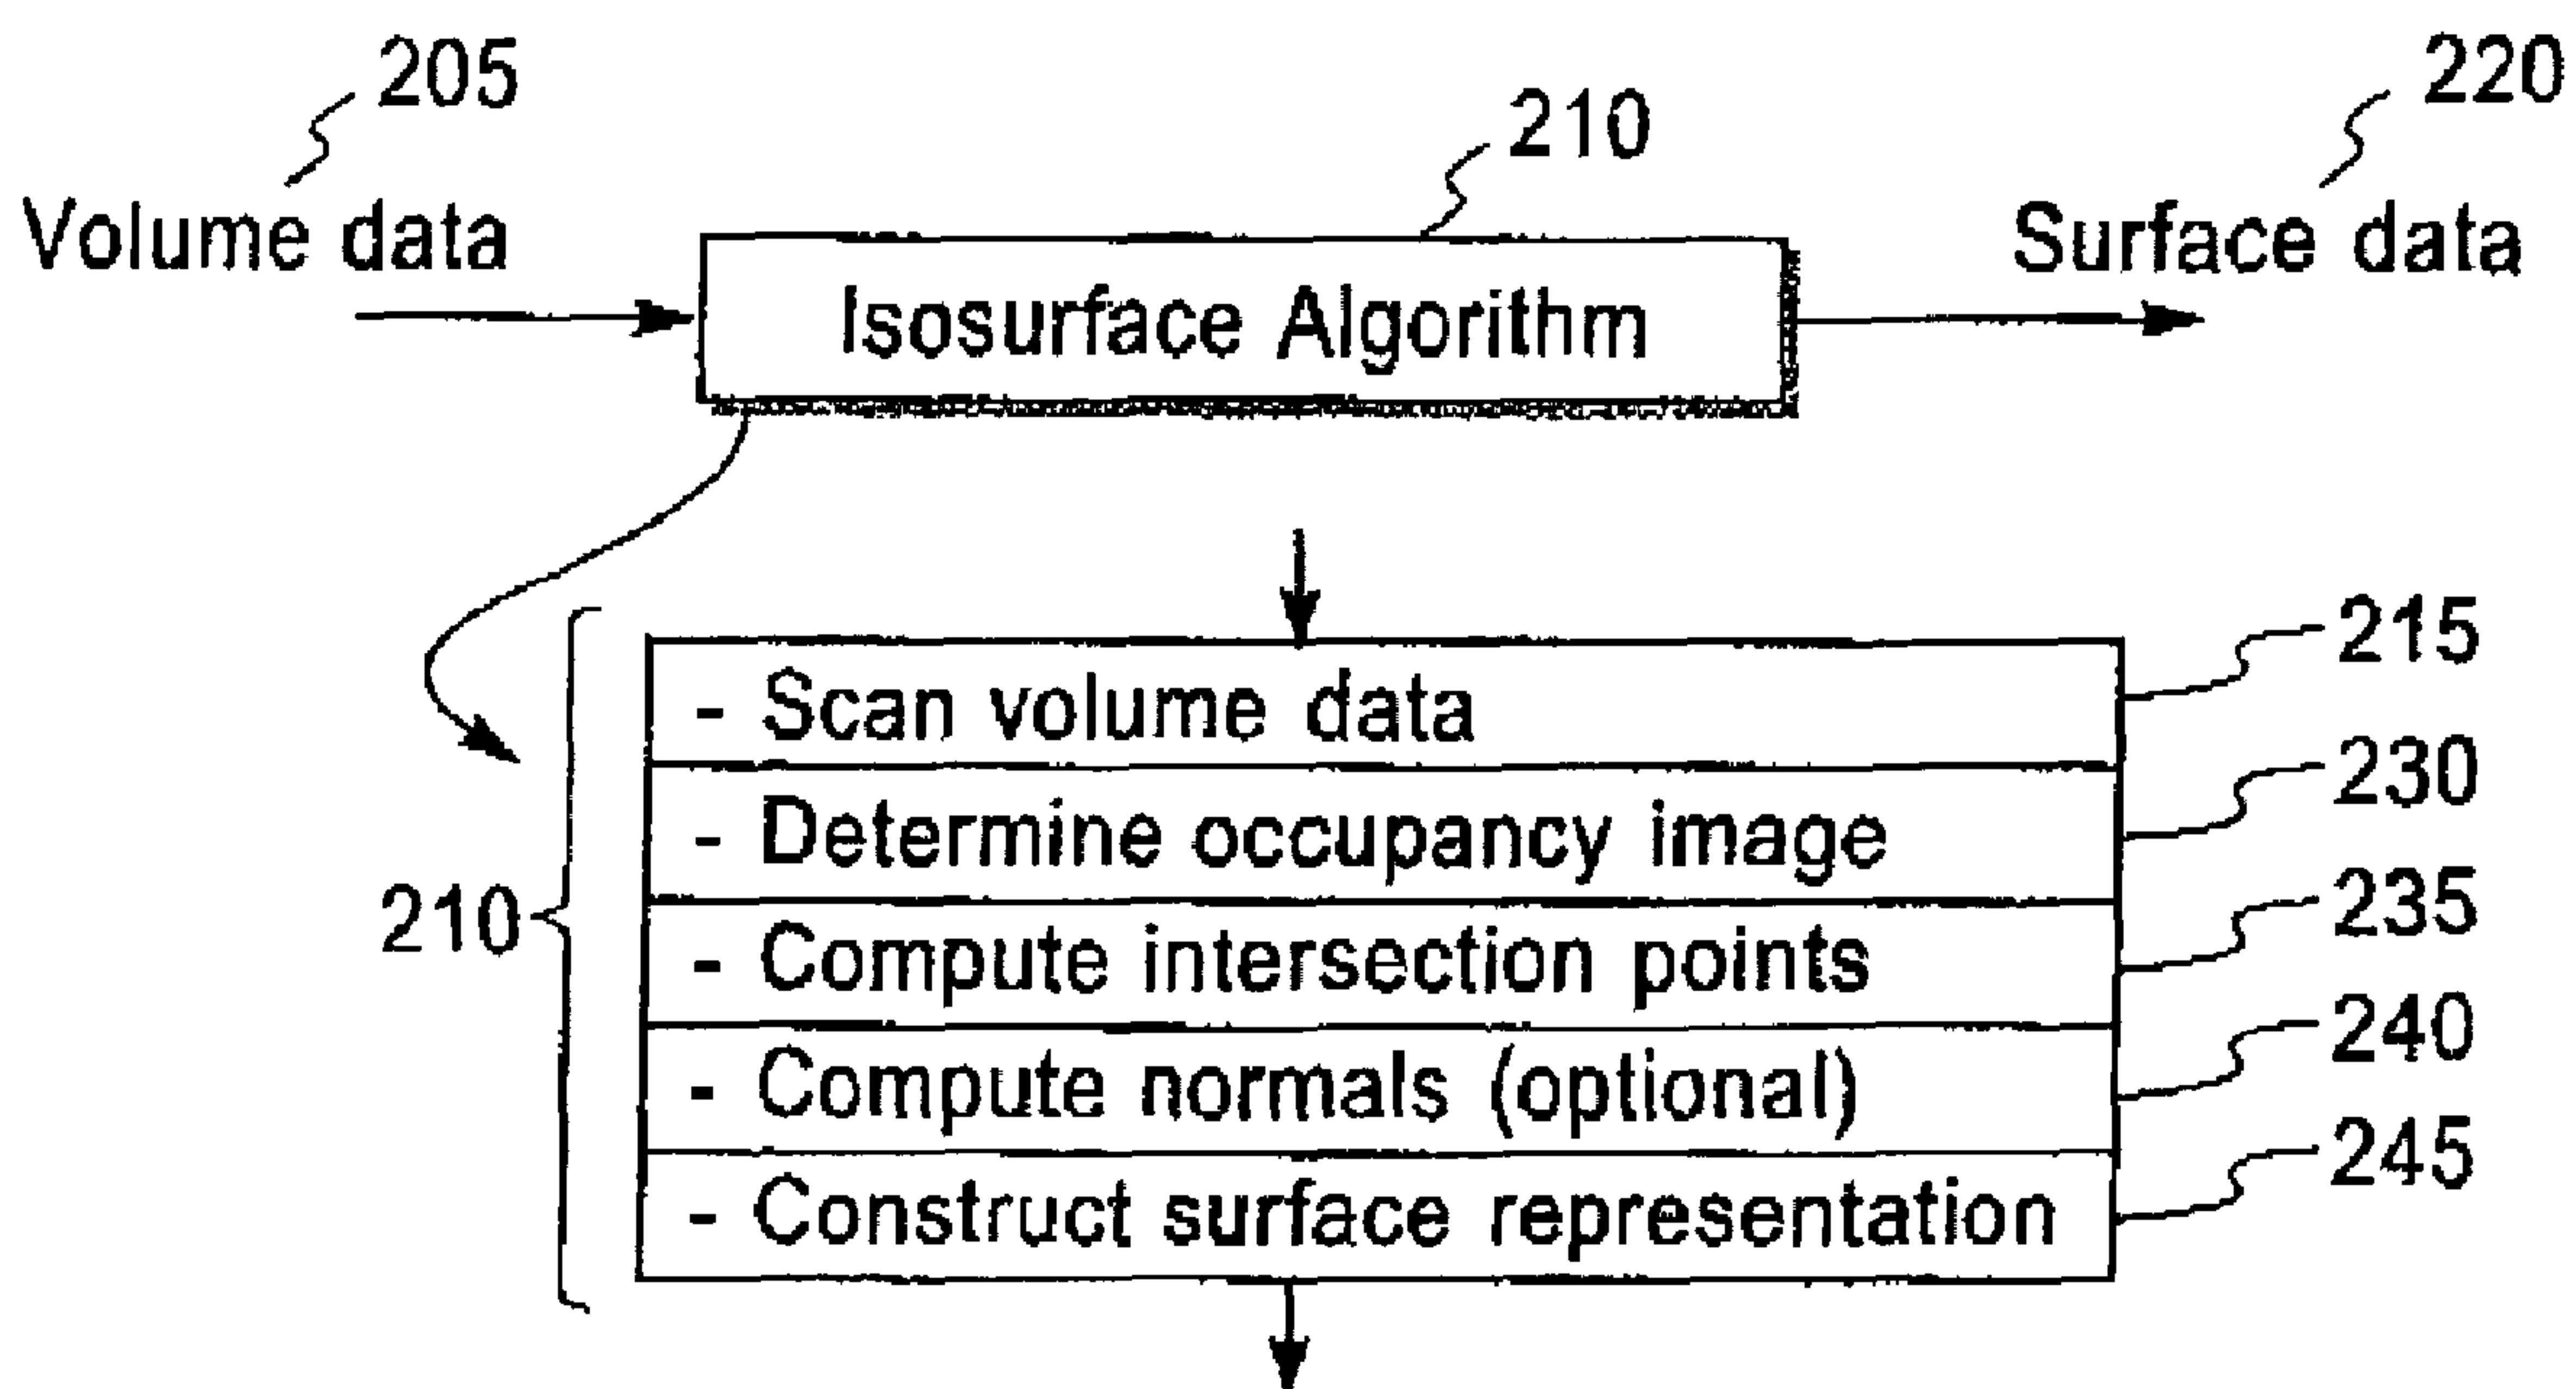 205
220
210
Volume data
Surface data
Isosurface Algorithm
215
- Scan volume data
230
- Determine occupancy image
235
210
- Compute intersection points
240
- Compute normals (optional)
245
- Construct surface representation